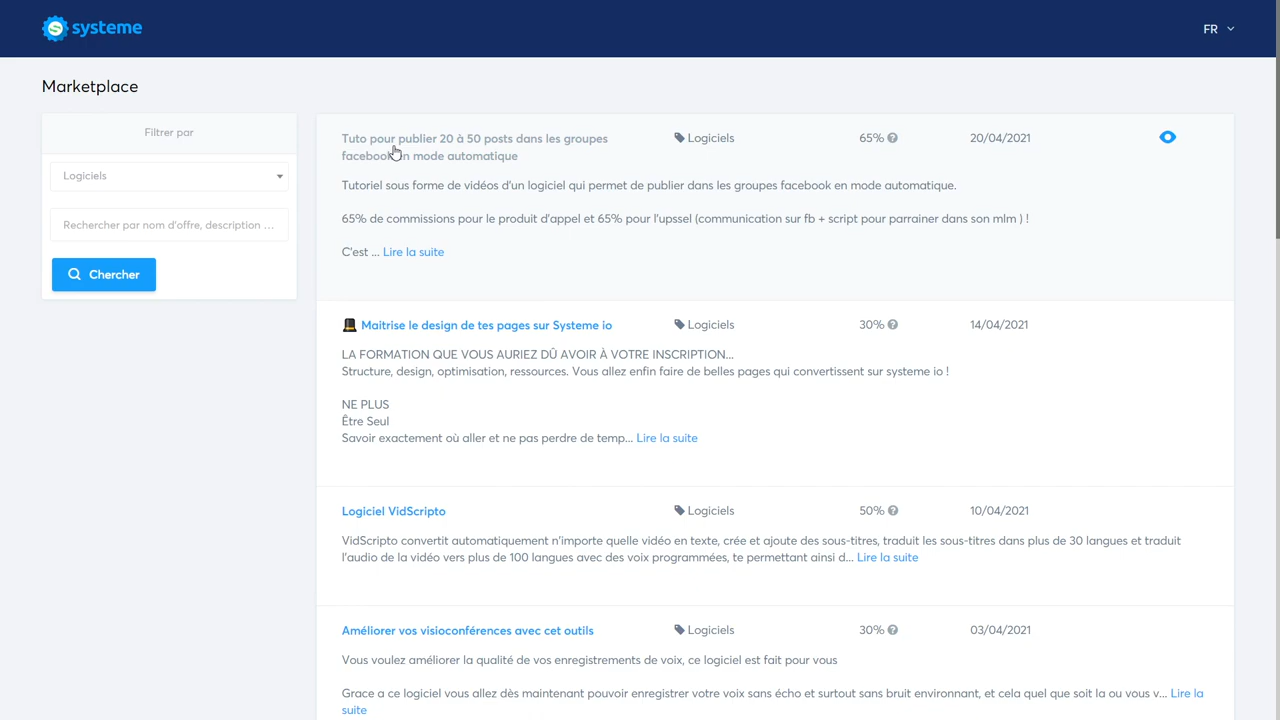 systeme
FR
Marketplace
Filtrer par
Logiciels
Rechercher par nom d'offre, description ...
Chercher
Tuto pour publier 20 à 50 posts dans les groupes
facebook en mode automatique
Logiciels
65%
20/04/2021
Tutoriel sous forme de vidéos d'un logiciel qui permet de publier dans les groupes facebook en mode automatique.
65% de commissions pour le produit d'appel et 65% pour l'upssel (communication sur fb + script pour parrainer dans son mlm ) !
C'est ... Lire la suite
Maitrise le design de tes pages sur Systeme io
Logiciels
30%
14/04/2021
LA FORMATION QUE VOUS AURIEZ DÛ AVOIR À VOTRE INSCRIPTION...
Structure, design, optimisation, ressources. Vous allez enfin faire de belles pages qui convertissent sur systeme io !
NE PLUS
Être Seul
Savoir exactement où aller et ne pas perdre de temp... Lire la suite
Logiciel VidScripto
Logiciels
50%
10/04/2021
VidScripto convertit automatiquement n'importe quelle vidéo en texte, crée et ajoute des sous-titres, traduit les sous-titres dans plus de 30 langues et traduit
l'audio de la vidéo vers plus de 100 langues avec des voix programmées, te permettant ainsi d... Lire la suite
Améliorer vos visioconférences avec cet outils
Logiciels
30%
03/04/2021
Vous voulez améliorer la qualité de vos enregistrements de voix, ce logiciel est fait pour vous
Grace a ce logiciel vous allez dès maintenant pouvoir enregistrer votre voix sans écho et surtout sans bruit environnant, et cela quel que soit la ou vous v... Lire la
suite